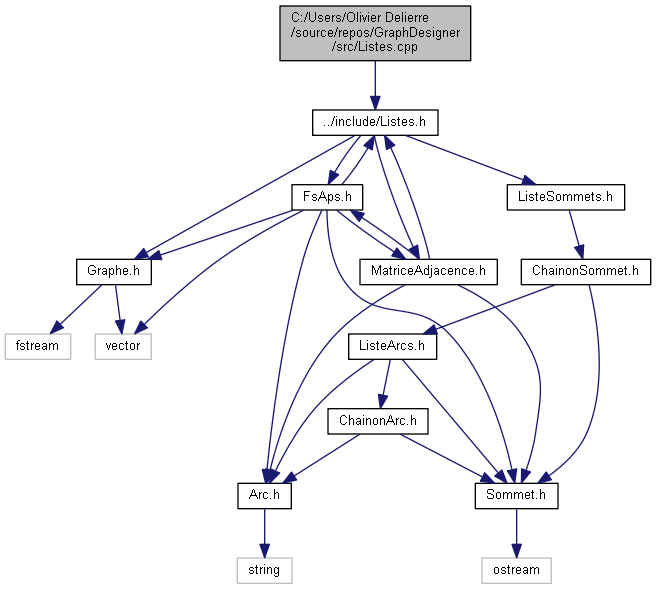 C:/Users/Olivier Delierre
/source/repos/GraphDesigner
/src/Listes.cpp
../include/Listes.h
FsAps.h
ListeSommets.h
Graphe.h
MatriceAdjacence.h
ChainonSommet.h
fstream
vector
ListeArcs.h
ChainonArc.h
Arc.h
Sommet.h
string
ostream